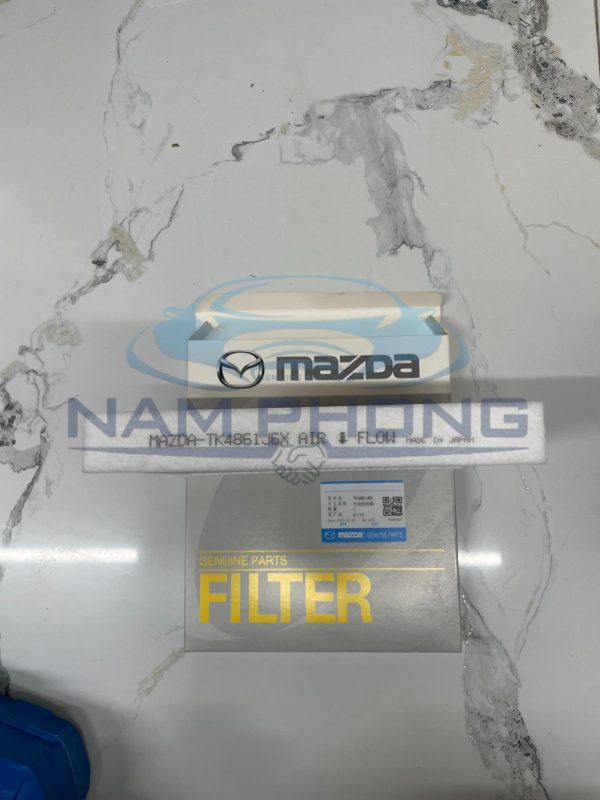 mazda
NAM PHONG
MAZDA-TK4861J6X AIR ⬇ FLOW MADE IN JAPAN
mazda GENUINE PARTS
GENUINE PARTS
FILTER